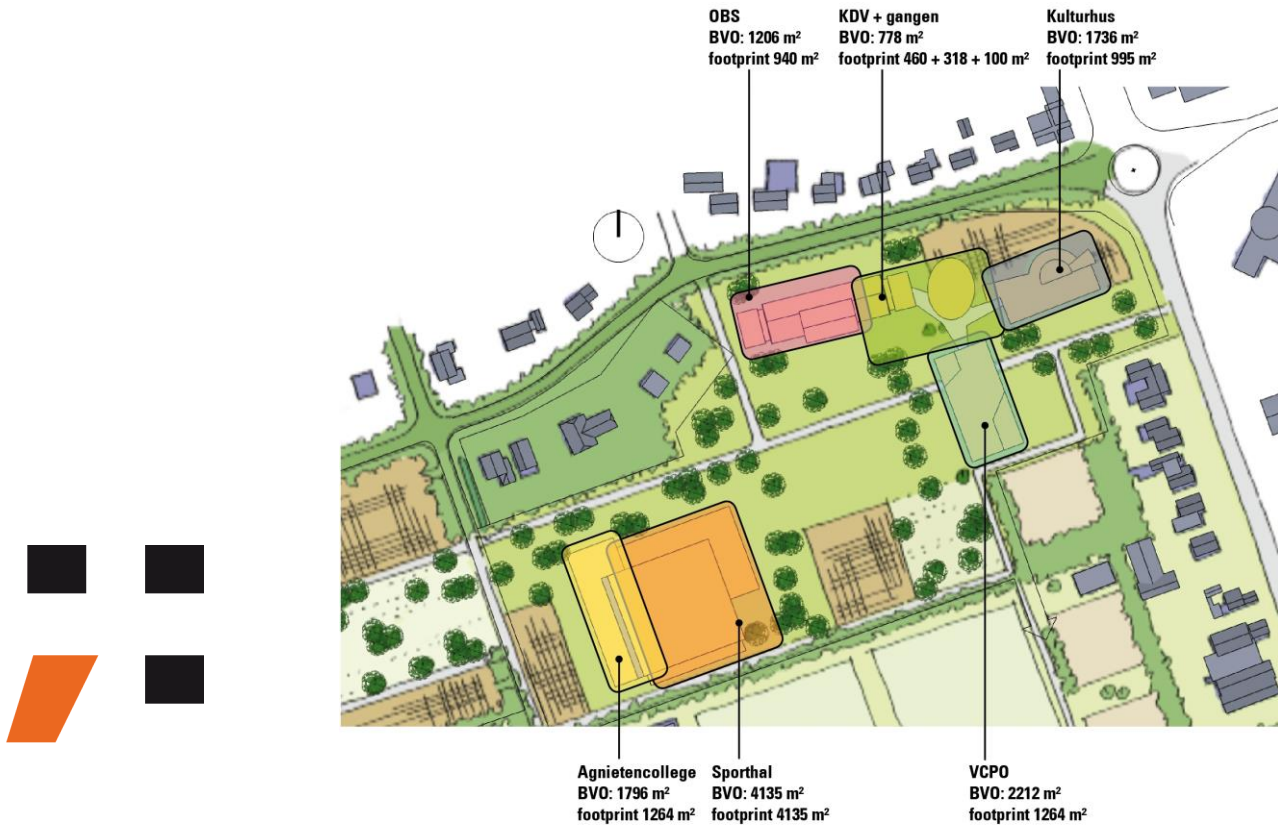 OBS
BVO: 1206 m²
footprint 940 m²
KDV + gangen
BVO: 778 m²
footprint 460 + 318 + 100 m²
Kulturhus
BVO: 1736 m²
footprint 995 m²
Agnietencollege
BVO: 1796 m²
footprint 1264 m²
Sporthal
BVO: 4135 m²
footprint 4135 m²
VCPO
BVO: 2212 m²
footprint 1264 m²